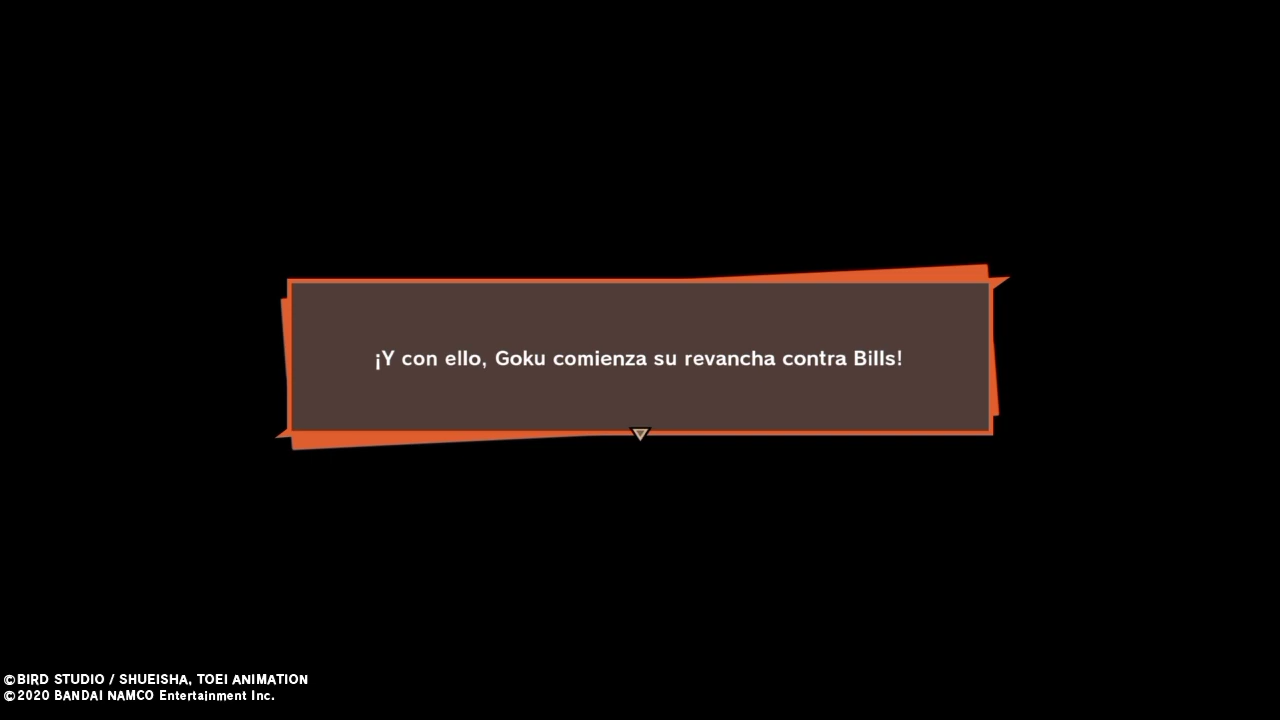 ¡Y con ello, Goku comienza su revancha contra Bills!
©BIRD STUDIO / SHUEISHA, TOEI ANIMATION
©2020 BANDAI NAMCO Entertainment Inc.